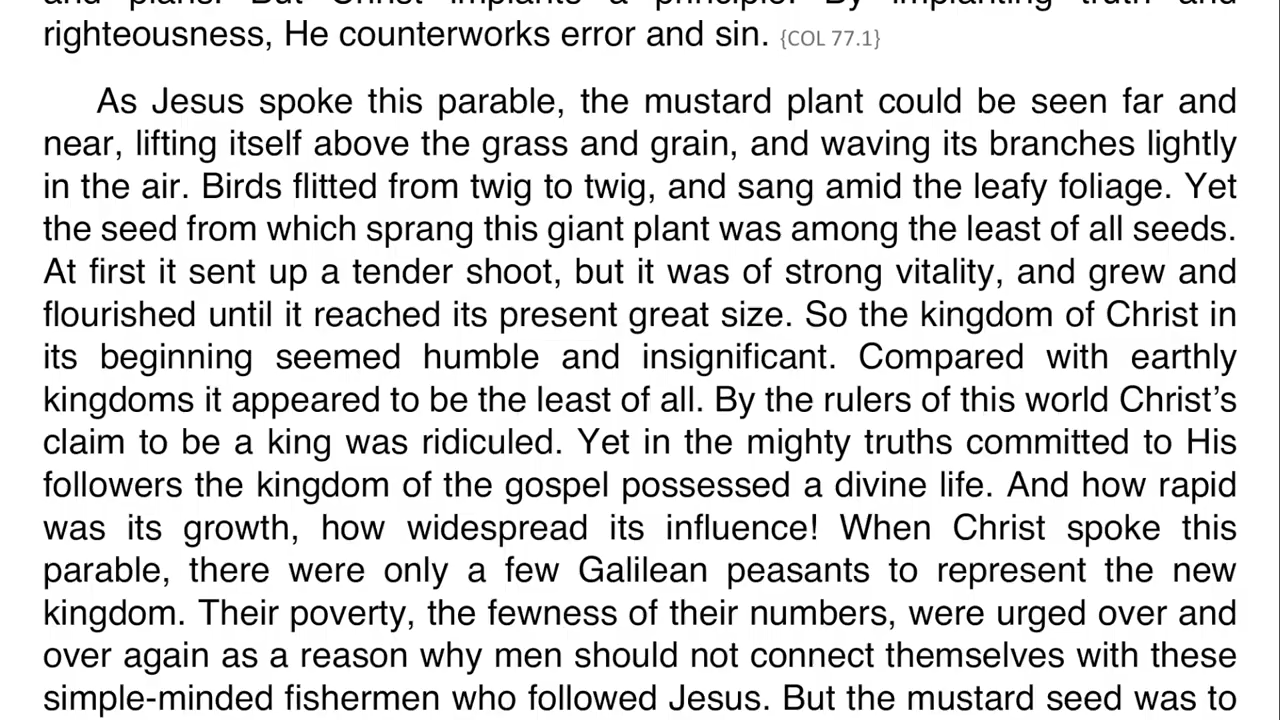 and plans. But Christ implants a principle. By implanting truth and
righteousness, He counterworks error and sin. {COL 77.1}
As Jesus spoke this parable, the mustard plant could be seen far and
near, lifting itself above the grass and grain, and waving its branches lightly
in the air. Birds flitted from twig to twig, and sang amid the leafy foliage. Yet
the seed from which sprang this giant plant was among the least of all seeds.
At first it sent up a tender shoot, but it was of strong vitality, and grew and
flourished until it reached its present great size. So the kingdom of Christ in
its beginning seemed humble and insignificant. Compared with earthly
kingdoms it appeared to be the least of all. By the rulers of this world Christ’s
claim to be a king was ridiculed. Yet in the mighty truths committed to His
followers the kingdom of the gospel possessed a divine life. And how rapid
was its growth, how widespread its influence! When Christ spoke this
parable, there were only a few Galilean peasants to represent the new
kingdom. Their poverty, the fewness of their numbers, were urged over and
over again as a reason why men should not connect themselves with these
simple-minded fishermen who followed Jesus. But the mustard seed was to